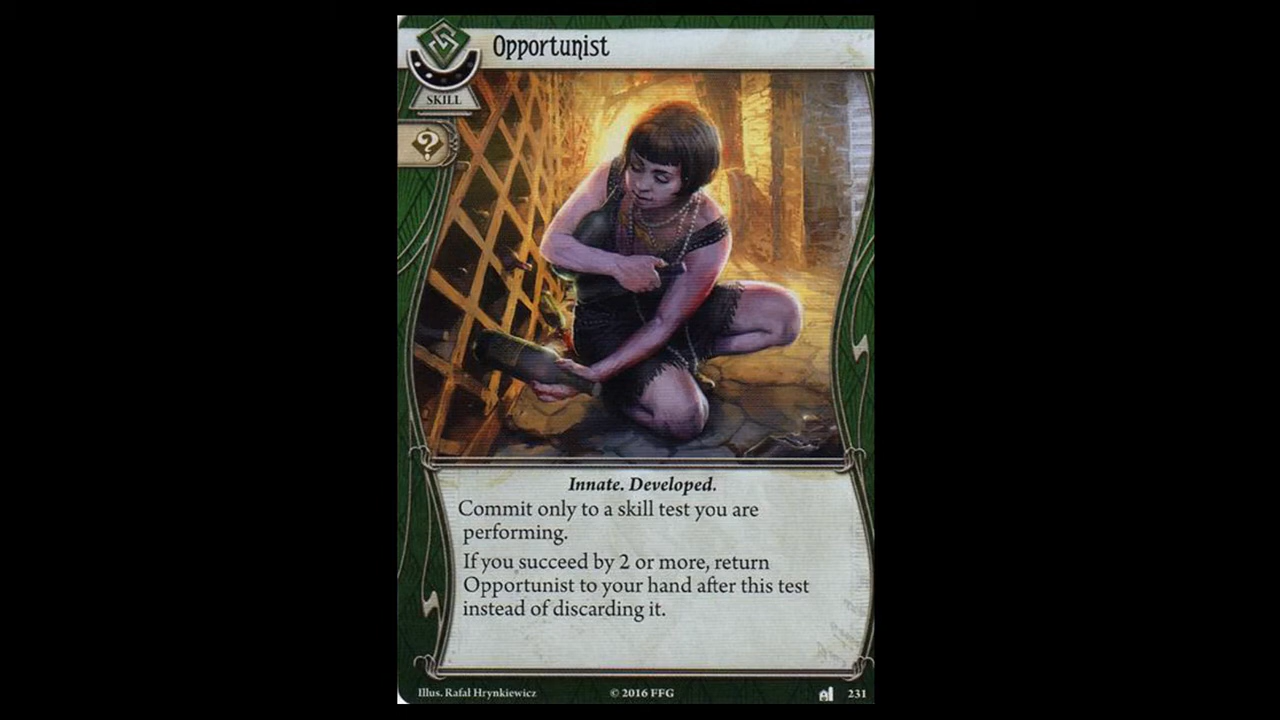 Opportunist
SKILL
?
Innate. Developed.
Commit only to a skill test you are
performing.
If you succeed by 2 or more, return
Opportunist to your hand after this test
instead of discarding it.
Illus. Rafal Hrynkiewicz
© 2016 FFG
231